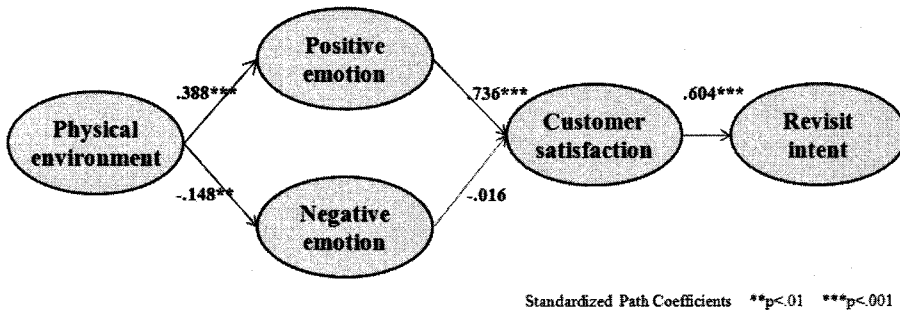 Positive
emotion
.388***
.736***
.604***
Physical
environment
Customer
satisfaction
Revisit
intent
-.148**
-.016
Negative
emotion
Standardized Path Coefficients **p<.01 ***p<.001